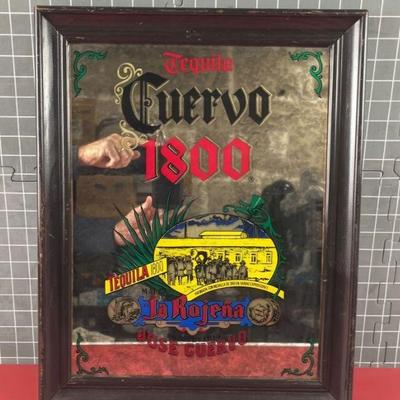 Tequila
Cuervo
1800
®
TEQUILA 1800
La Rojeña
JOSE CUERVO